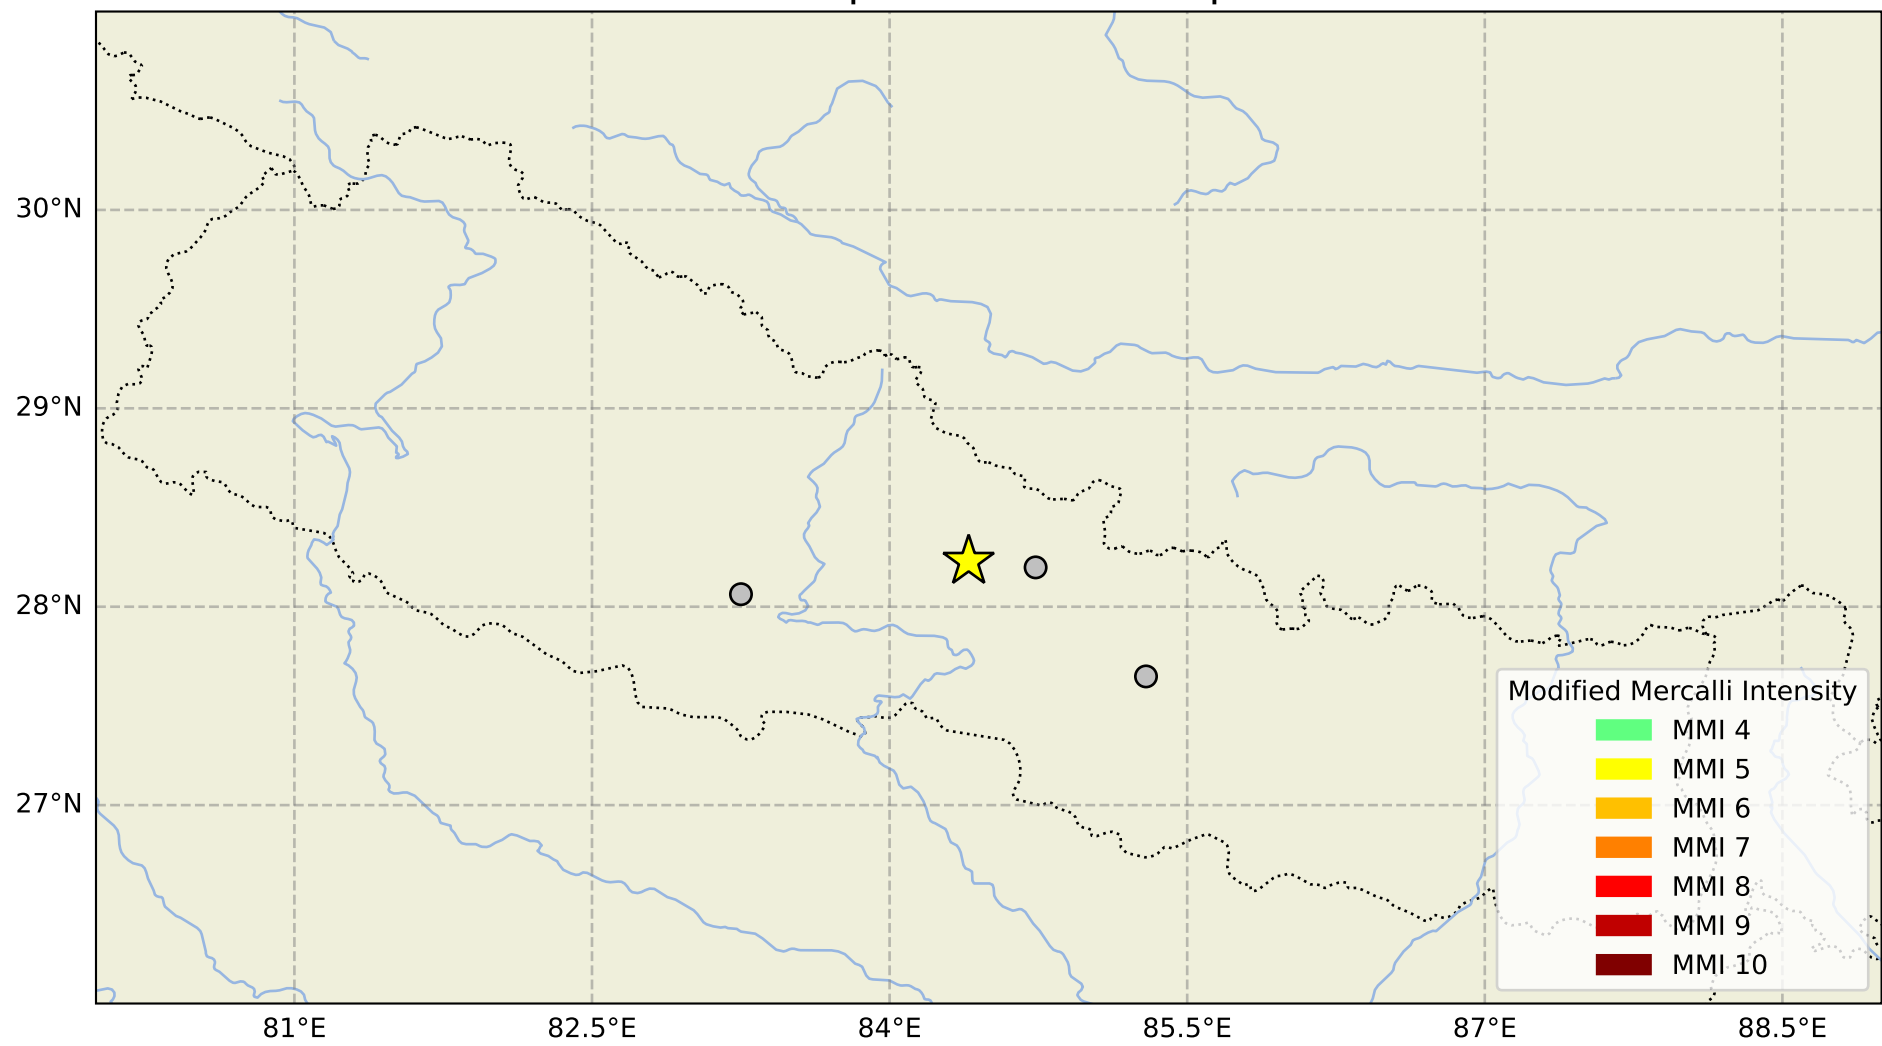 30°N
29°N
28°N
27°N
Modified Mercalli Intensity
MMI 4
MMI 5
MMI 6
MMI 7
MMI 8
MMI 9
MMI 10
81°E 82.5°E 84°E 85.5°E 87°E 88.5°E